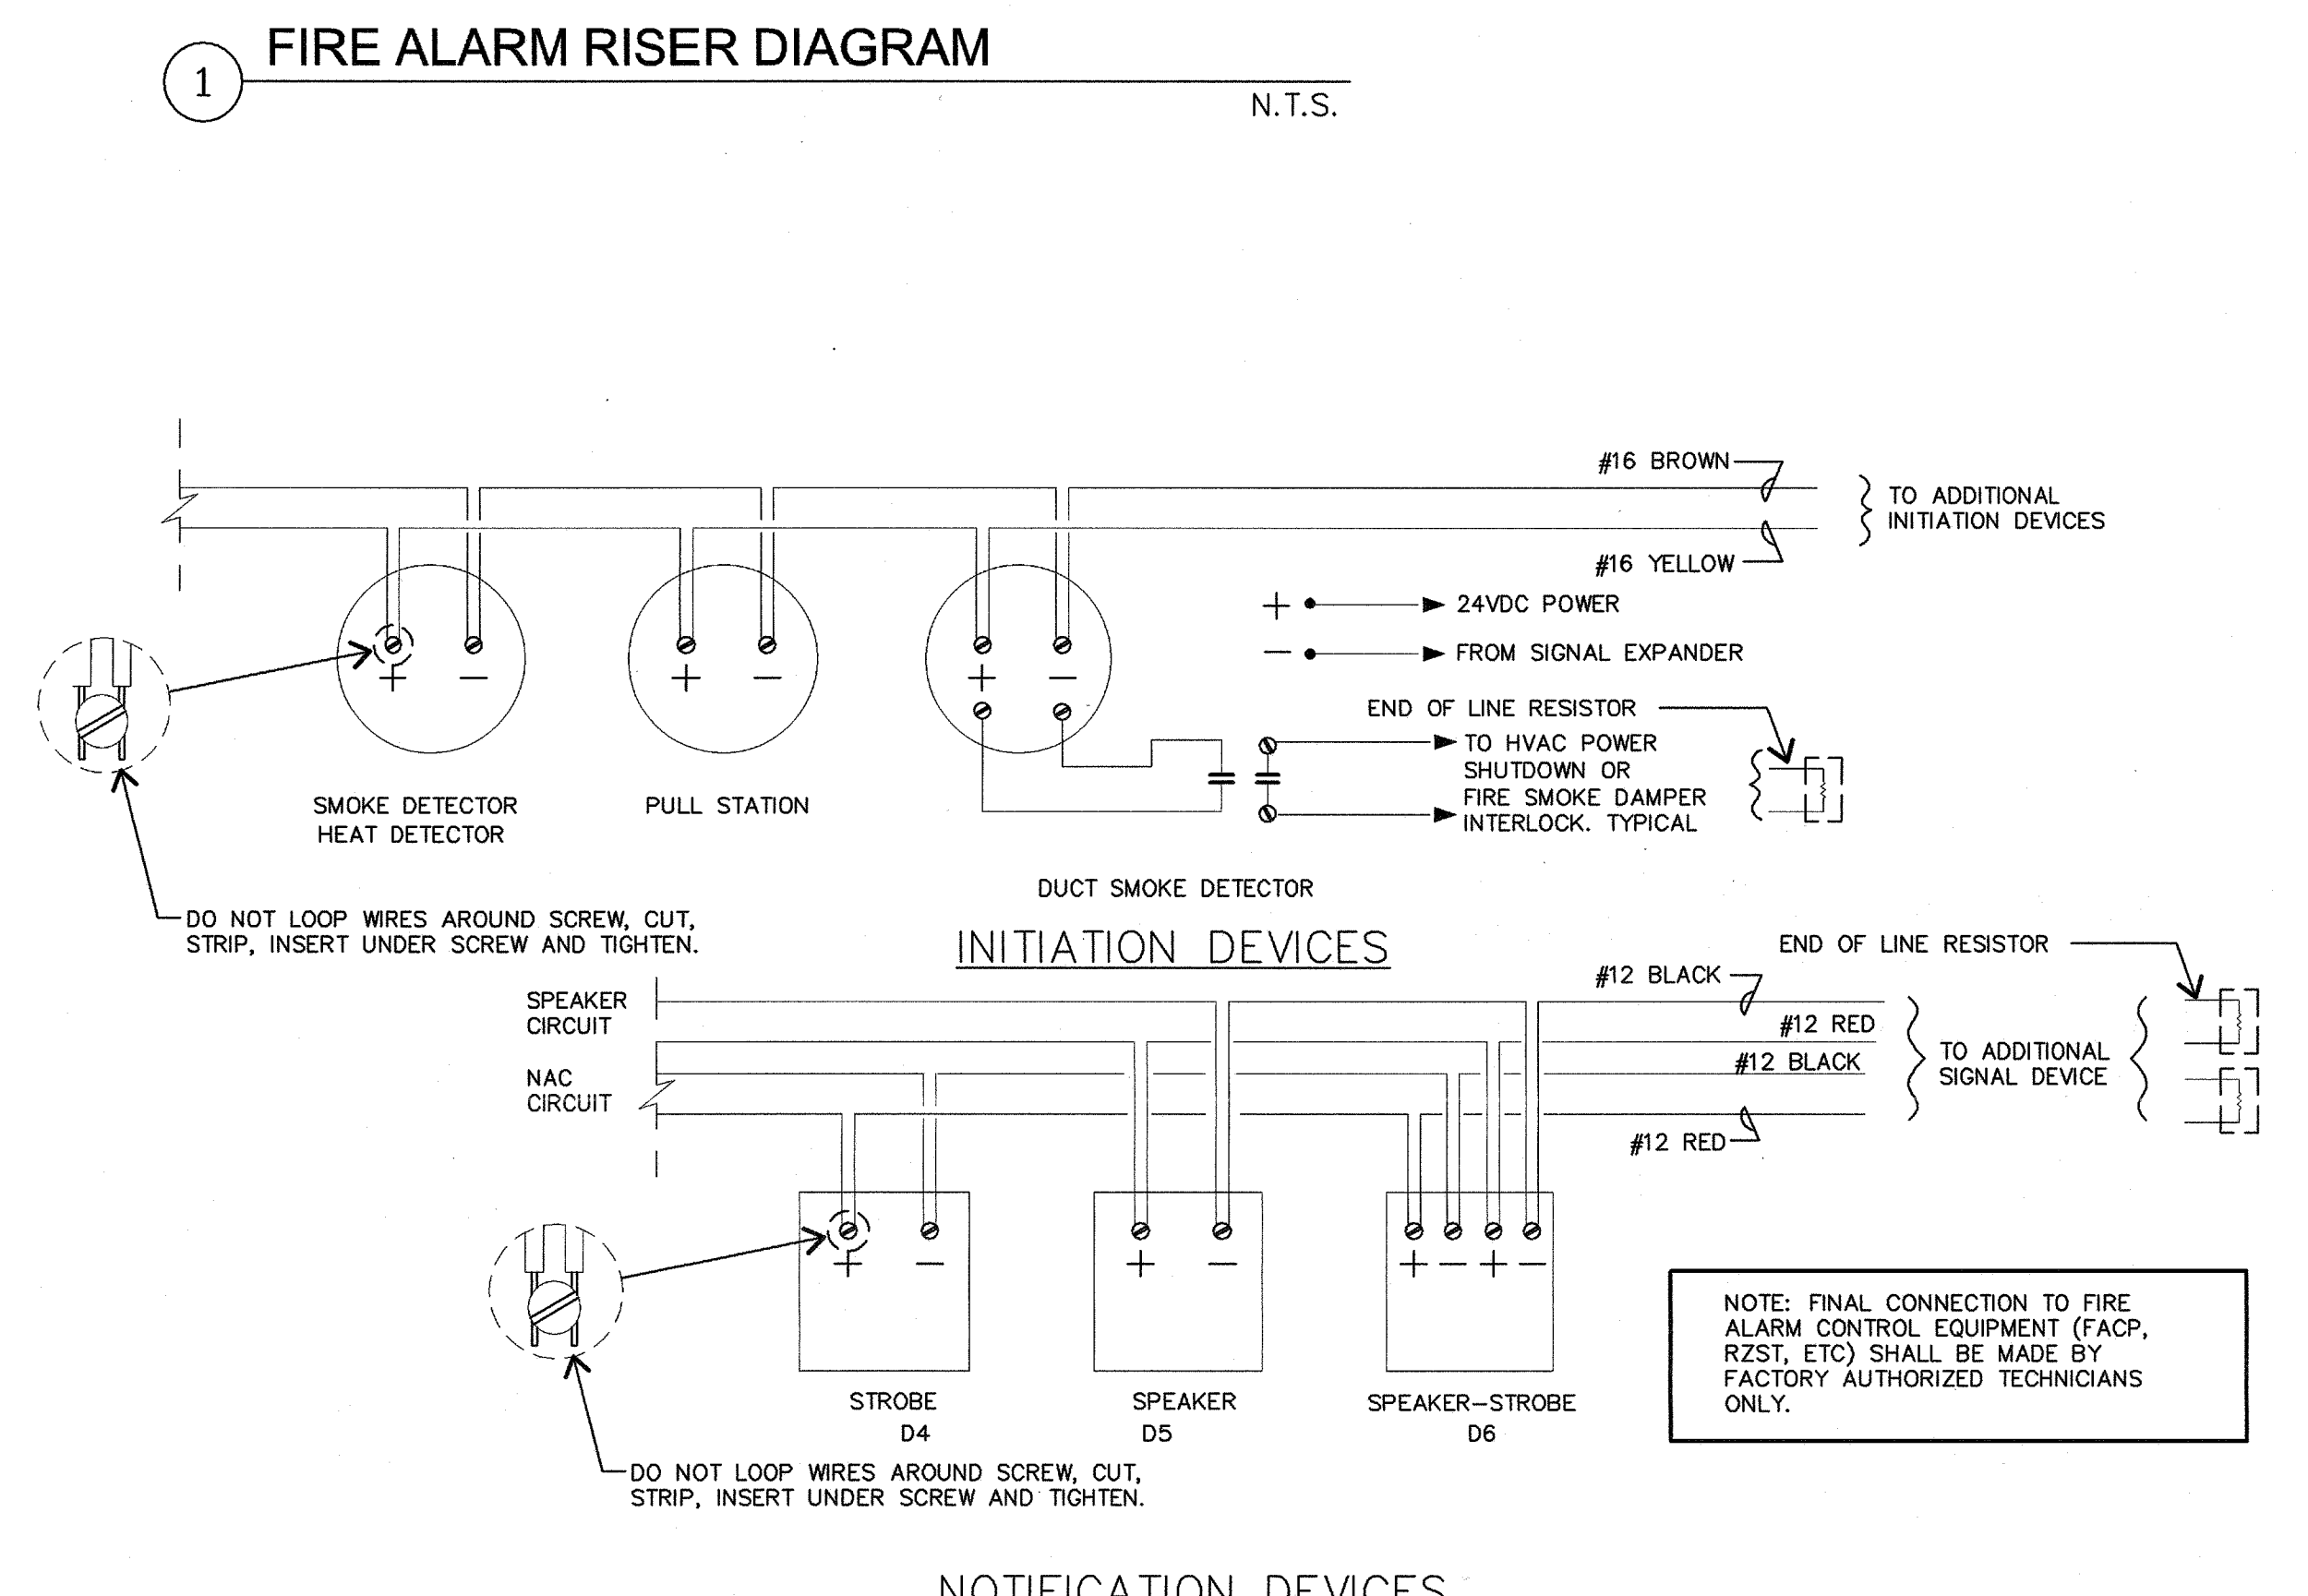 1
FIRE ALARM RISER DIAGRAM
N.T.S.
#16 BROWN
TO ADDITIONAL
INITIATION DEVICES
#16 YELLOW
+ 24VDC POWER
− FROM SIGNAL EXPANDER
+ −
+ −
+ −
END OF LINE RESISTOR
TO HVAC POWER
SHUTDOWN OR
FIRE SMOKE DAMPER
INTERLOCK. TYPICAL
SMOKE DETECTOR
HEAT DETECTOR
PULL STATION
DUCT SMOKE DETECTOR
DO NOT LOOP WIRES AROUND SCREW, CUT,
STRIP, INSERT UNDER SCREW AND TIGHTEN.
INITIATION DEVICES
END OF LINE RESISTOR
SPEAKER
CIRCUIT
#12 BLACK
#12 RED
NAC
CIRCUIT
#12 BLACK
#12 RED
TO ADDITIONAL
SIGNAL DEVICE
+ −
+ −
+ − + −
STROBE
D4
SPEAKER
D5
SPEAKER-STROBE
D6
NOTE: FINAL CONNECTION TO FIRE
ALARM CONTROL EQUIPMENT (FACP,
RZST, ETC) SHALL BE MADE BY
FACTORY AUTHORIZED TECHNICIANS
ONLY.
DO NOT LOOP WIRES AROUND SCREW, CUT,
STRIP, INSERT UNDER SCREW AND TIGHTEN.
NOTIFICATION DEVICES